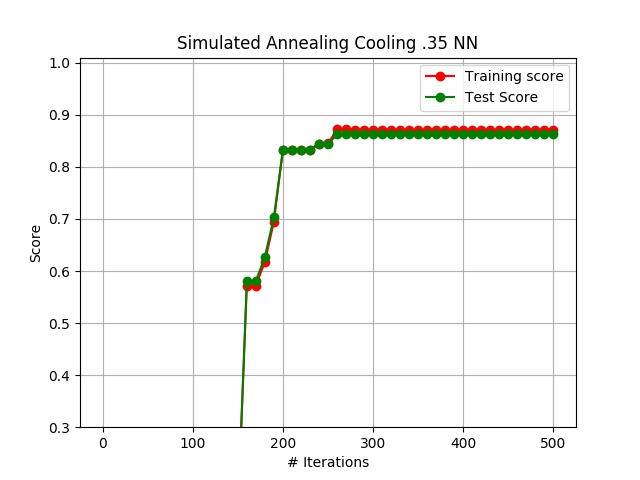 Simulated Annealing Cooling .35 NN
1.0
0.9
0.8
0.7
0.6
0.5
0.4
0.3
Score
Training score
Test Score
0 100 200 300 400 500
# Iterations